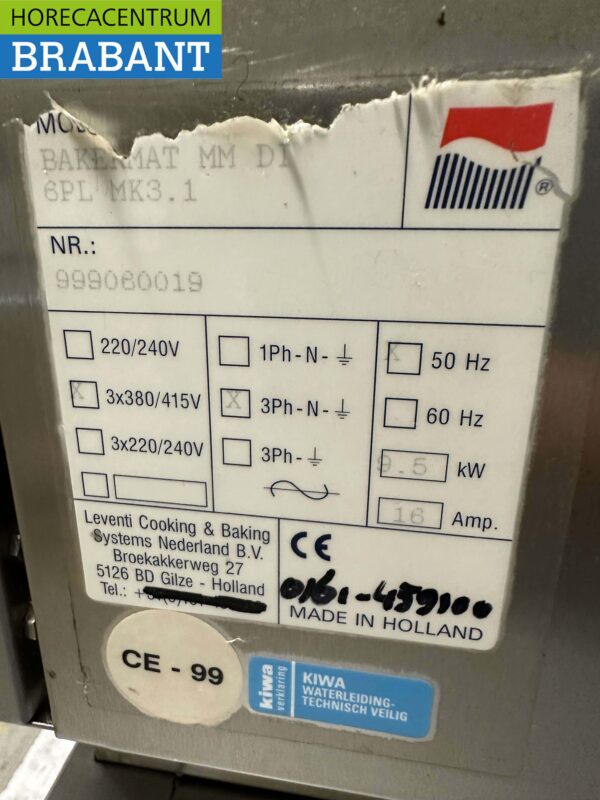 HORECACENTRUM
BRABANT
BAKERMAT MM D1
6PL MK3.1
®
NR.:
999060019
220/240V
X 3x380/415V
3x220/240V
1Ph-N-⏚
X 3Ph-N-⏚
3Ph-⏚
X 50 Hz
60 Hz
9.5 kW
16 Amp.
Leventi Cooking & Baking
Systems Nederland B.V.
Broekakkerweg 27
5126 BD Gilze - Holland
Tel.:
CE
0161-459100
MADE IN HOLLAND
CE - 99
kiwa
verklaring
KIWA
WATERLEIDING-
TECHNISCH VEILIG